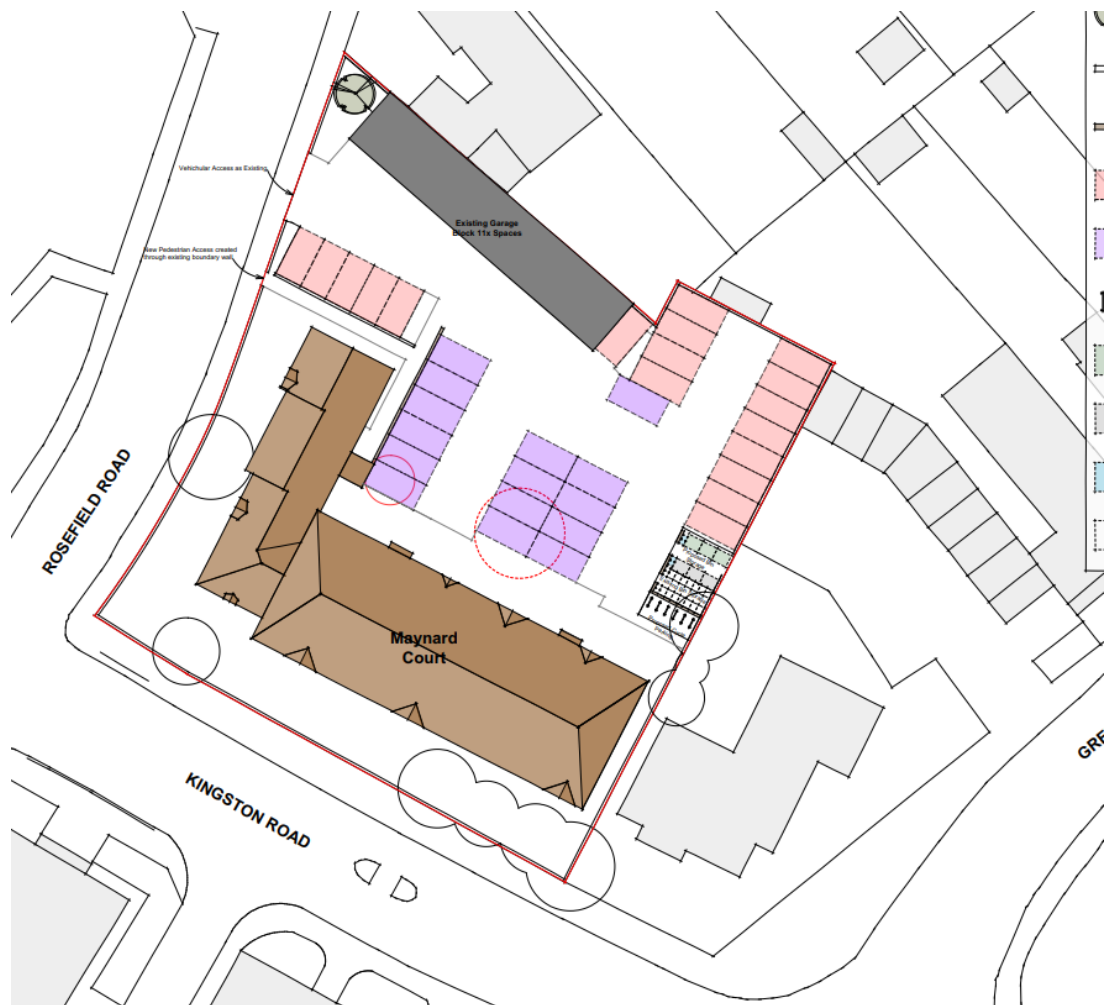 Vehichular Access as Existing
New Pedestrian Access created
through existing boundary wall
Existing Garage
Block 11x Spaces
ROSEFIELD ROAD
Maynard
Court
KINGSTON ROAD
GRE